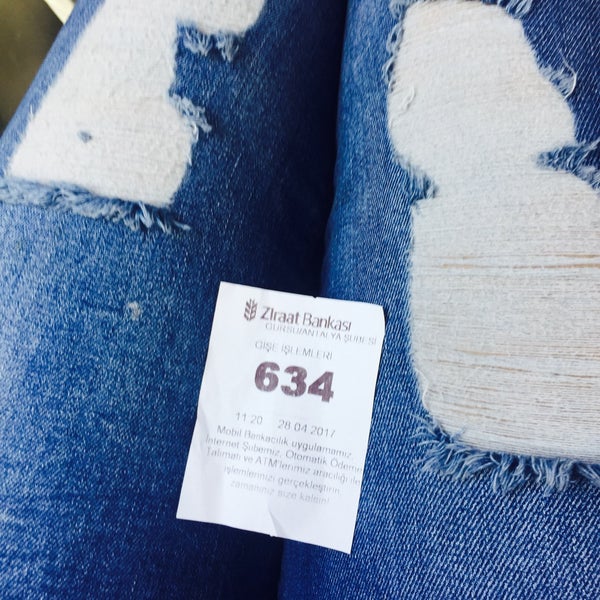 Ziraat Bankası
GÜRSU/ANTALYA ŞUBESİ
GİŞE İŞLEMLERİ
634
11:20 28.04.2017
Mobil Bankacılık uygulamamız,
İnternet Şubemiz, Otomatik Ödeme
Talimatı ve ATM'lerimiz aracılığı ile
işlemlerinizi gerçekleştirin,
zamanınız size kalsın!